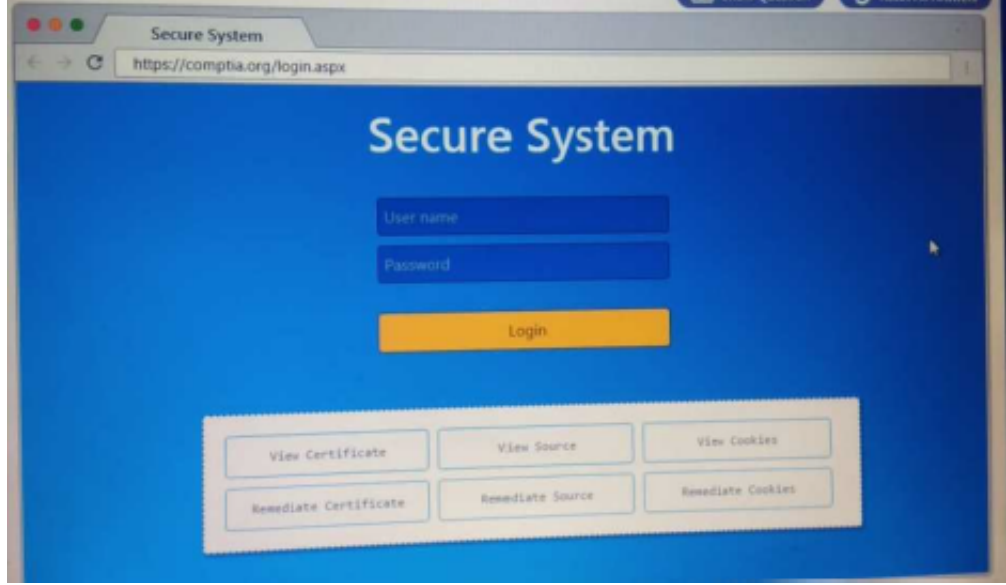 Secure System
https://comptia.org/login.aspx
Secure System
User name
Password
Login
View Certificate
View Source
View Cookies
Remediate Certificate
Remediate Source
Remediate Cookies